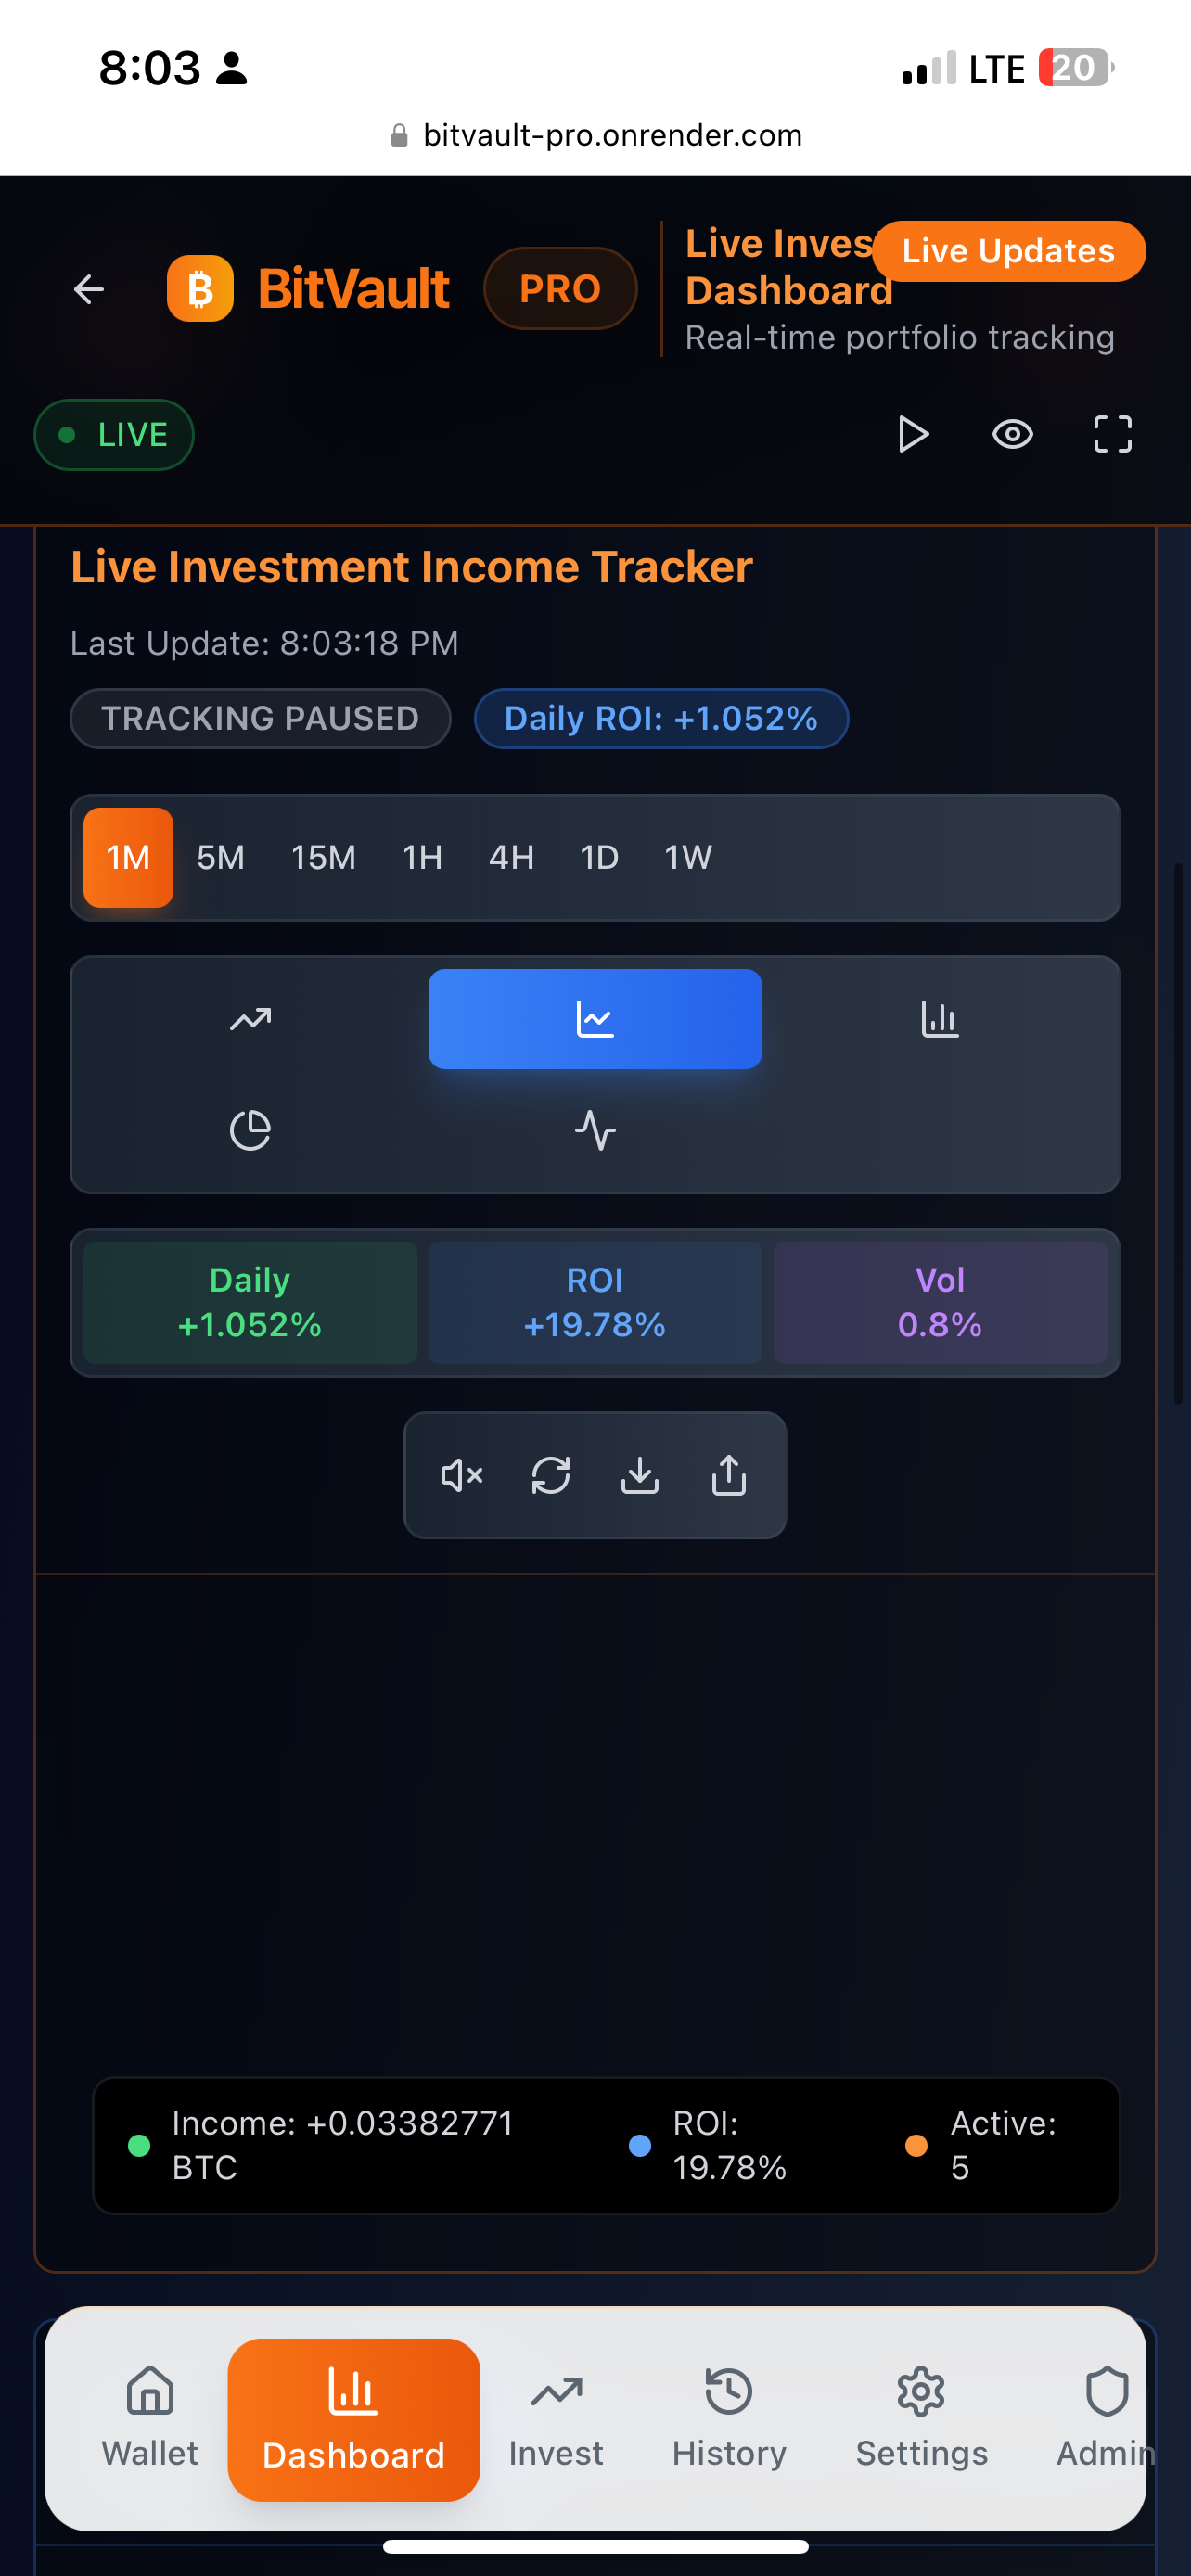 8:03
LTE 20
bitvault-pro.onrender.com
₿ BitVault
PRO
Live Inves
Dashboard
Real-time portfolio tracking
Live Updates
LIVE
Live Investment Income Tracker
Last Update: 8:03:18 PM
TRACKING PAUSED
Daily ROI: +1.052%
1M 5M 15M 1H 4H 1D 1W
Daily
+1.052%
ROI
+19.78%
Vol
0.8%
Income: +0.03382771
BTC
ROI:
19.78%
Active:
5
Wallet
Dashboard
Invest
History
Settings
Admin